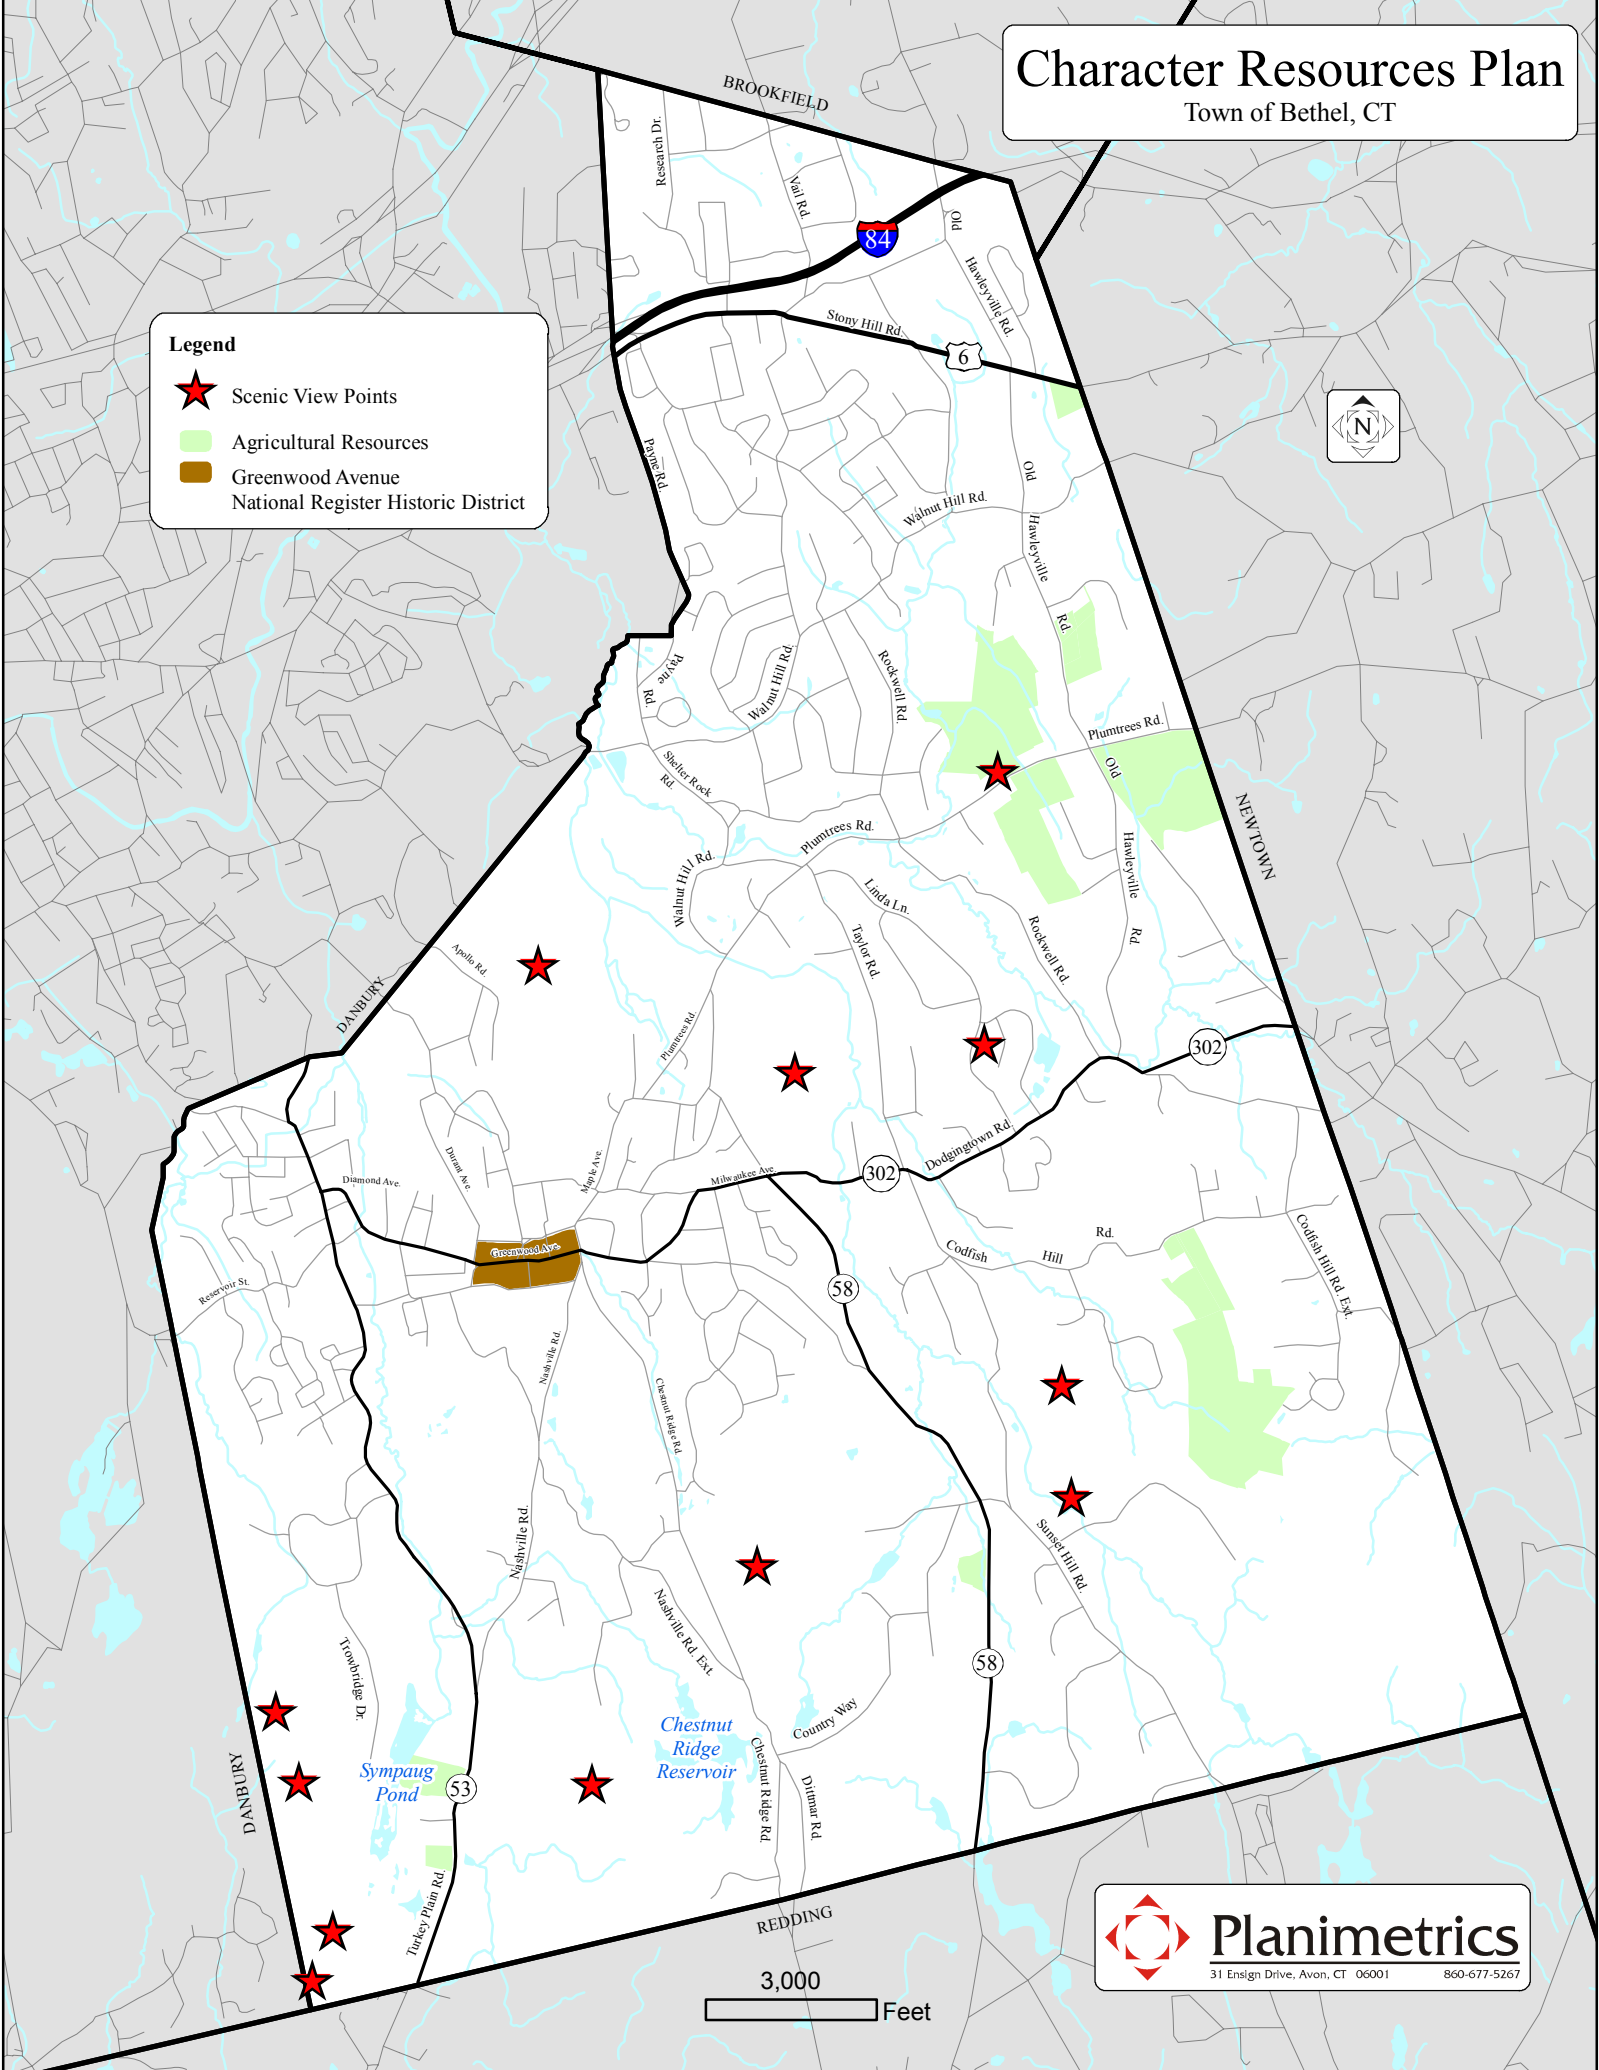 Character Resources Plan
Town of Bethel, CT
BROOKFIELD
Research Dr.
Vail Rd.
Old
Hawleyville Rd.
84
Stony Hill Rd
6
Legend
Scenic View Points
Agricultural Resources
Greenwood Avenue
National Register Historic District
N
Payne Rd.
Old
Hawleyville
Rd.
Walnut Hill Rd.
Payne
Rd.
Walnut Hill Rd.
Rockwell Rd.
Plumtrees Rd.
Old
Hawleyville
Rd.
Shelter Rock
Rd.
NEWTOWN
Plumtrees Rd.
Walnut Hill Rd.
Linda Ln.
Taylor Rd.
Rockwell Rd.
Apollo Rd.
DANBURY
Plumtrees Rd.
302
Dodgingtown Rd.
302
Durant Ave.
Maple Ave.
Milwaukee Ave.
Diamond Ave.
Greenwood Ave.
Reservoir St.
Codfish
Hill
Rd.
Codfish Hill Rd. Ext.
58
Nashville Rd.
Chestnut Ridge Rd.
Nashville Rd.
Sunset Hill Rd.
Nashville Rd. Ext.
Trowbridge Dr.
58
Country Way
Chestnut
Ridge
Reservoir
Chestnut Ridge Rd.
Dittmar Rd.
Sympaug
Pond
53
DANBURY
Turkey Plain Rd.
REDDING
3,000
Feet
Planimetrics
31 Ensign Drive, Avon, CT 06001 860-677-5267